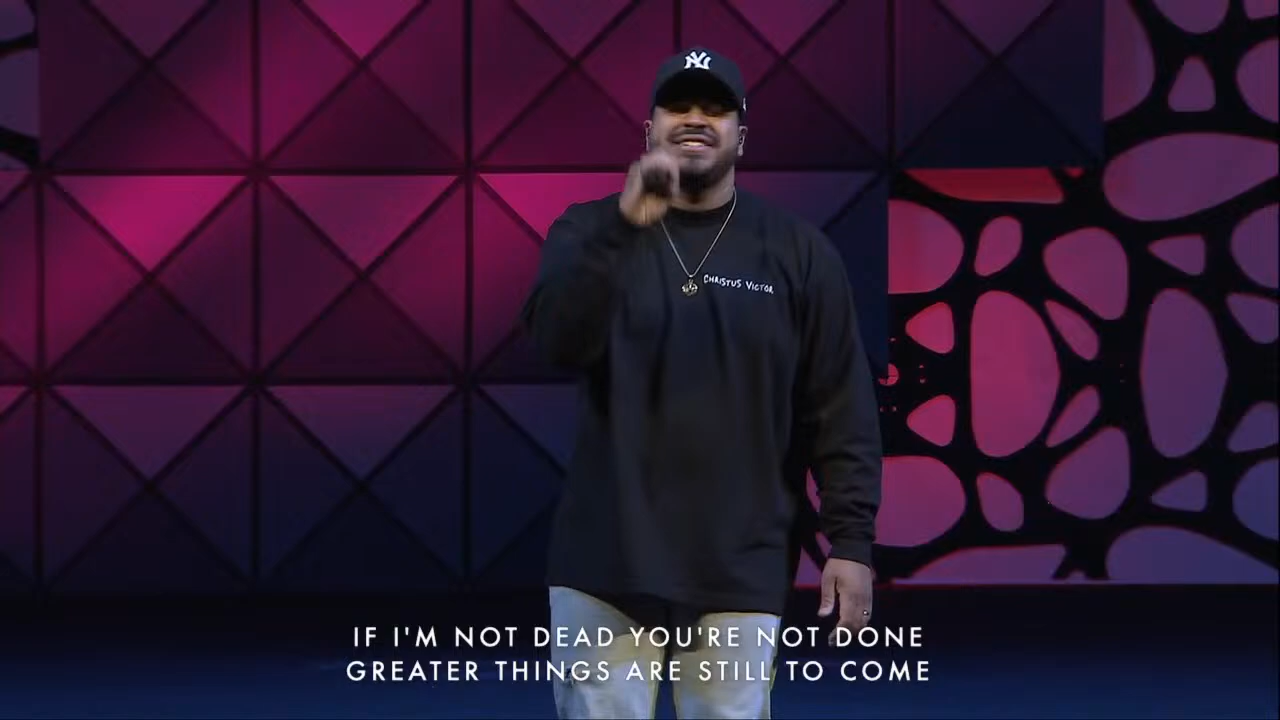 NY
CHRISTUS VICTOR
IF I'M NOT DEAD YOU'RE NOT DONE
GREATER THINGS ARE STILL TO COME